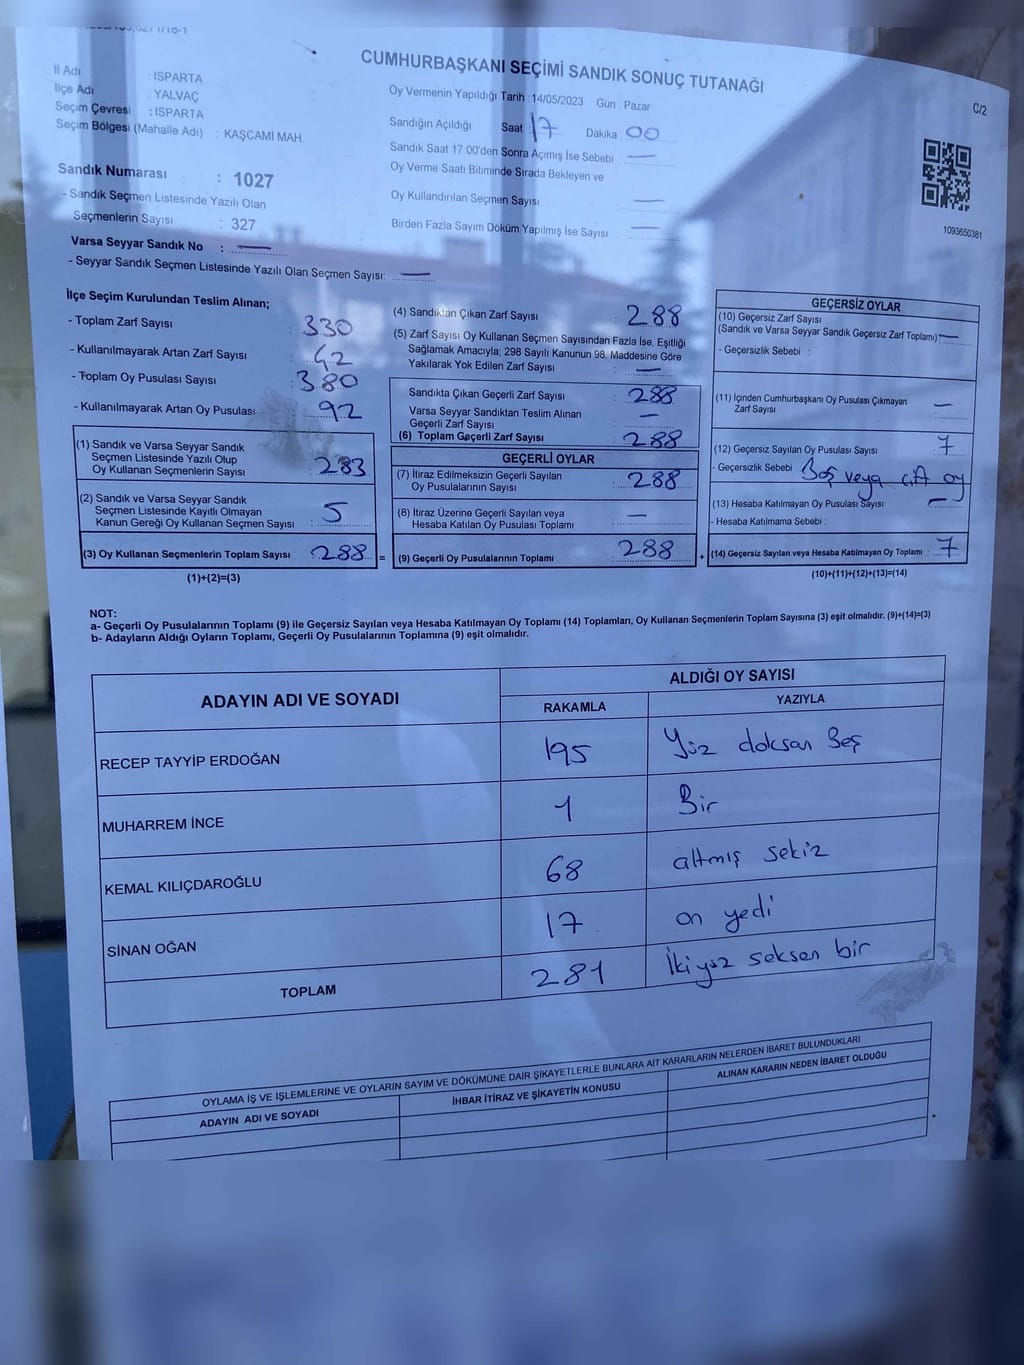 CUMHURBAŞKANI SEÇİMİ SANDIK SONUÇ TUTANAĞI
C/2
İl Adı : ISPARTA
İlçe Adı : YALVAÇ
Seçim Çevresi : ISPARTA
Seçim Bölgesi (Mahalle Adı) : KAŞCAMİ MAH.
Sandık Numarası : 1027
- Sandık Seçmen Listesinde Yazılı Olan
Seçmenlerin Sayısı : 327
Varsa Seyyar Sandık No : —
- Seyyar Sandık Seçmen Listesinde Yazılı Olan Seçmen Sayısı: —
Oy Vermenin Yapıldığı Tarih : 14/05/2023 Gün : Pazar
Sandığın Açıldığı Saat 17 Dakika 00
Sandık Saat 17.00'den Sonra Açımış İse Sebebi : —
Oy Verme Saati Bitiminde Sırada Bekleyen ve
Oy Kullandırılan Seçmen Sayısı : —
Birden Fazla Sayım Döküm Yapılmış İse Sayısı : —
1093650381
İlçe Seçim Kurulundan Teslim Alınan;
- Toplam Zarf Sayısı : 330
- Kullanılmayarak Artan Zarf Sayısı : 42
- Toplam Oy Pusulası Sayısı : 380
- Kullanılmayarak Artan Oy Pusulası : 92
(1) Sandık ve Varsa Seyyar Sandık
Seçmen Listesinde Yazılı Olup
Oy Kullanan Seçmenlerin Sayısı : 283
(2) Sandık ve Varsa Seyyar Sandık
Seçmen Listesinde Kayıtlı Olmayan
Kanun Gereği Oy Kullanan Seçmen Sayısı : 5
(3) Oy Kullanan Seçmenlerin Toplam Sayısı : 288 =
(1)+(2)=(3)
(4) Sandıktan Çıkan Zarf Sayısı : 288
(5) Zarf Sayısı Oy Kullanan Seçmen Sayısından Fazla İse, Eşitliği
Sağlamak Amacıyla; 298 Sayılı Kanunun 98. Maddesine Göre
Yakılarak Yok Edilen Zarf Sayısı : —
Sandıkta Çıkan Geçerli Zarf Sayısı : 288
Varsa Seyyar Sandıktan Teslim Alınan
Geçerli Zarf Sayısı : —
(6) Toplam Geçerli Zarf Sayısı : 288
GEÇERLİ OYLAR
(7) İtiraz Edilmeksizin Geçerli Sayılan
Oy Pusulalarının Sayısı : 288
(8) İtiraz Üzerine Geçerli Sayılan veya
Hesaba Katılan Oy Pusulası Toplamı : —
(9) Geçerli Oy Pusulalarının Toplamı : 288 +
GEÇERSİZ OYLAR
(10) Geçersiz Zarf Sayısı
(Sandık ve Varsa Seyyar Sandık Geçersiz Zarf Toplamı) : —
- Geçersizlik Sebebi :
(11) İçinden Cumhurbaşkanı Oy Pusulası Çıkmayan
Zarf Sayısı : —
(12) Geçersiz Sayılan Oy Pusulası Sayısı : 7
- Geçersizlik Sebebi : Boş veya çift oy
(13) Hesaba Katılmayan Oy Pusulası Sayısı : —
- Hesaba Katılmama Sebebi :
(14) Geçersiz Sayılan veya Hesaba Katılmayan Oy Toplamı : 7
(10)+(11)+(12)+(13)=(14)
NOT:
a- Geçerli Oy Pusulalarının Toplamı (9) ile Geçersiz Sayılan veya Hesaba Katılmayan Oy Toplamı (14) Toplamları, Oy Kullanan Seçmenlerin Toplam Sayısına (3) eşit olmalıdır. (9)+(14)=(3)
b- Adayların Aldığı Oyların Toplamı, Geçerli Oy Pusulalarının Toplamına (9) eşit olmalıdır.
ADAYIN ADI VE SOYADI ALDIĞI OY SAYISI
RAKAMLA YAZIYLA
RECEP TAYYİP ERDOĞAN 195 Yüz doksan Beş
MUHARREM İNCE 1 Bir
KEMAL KILIÇDAROĞLU 68 altmış sekiz
SİNAN OĞAN 17 on yedi
TOPLAM 281 İkiyüz seksen bir
OYLAMA İŞ VE İŞLEMLERİNE VE OYLARIN SAYIM VE DÖKÜMÜNE DAİR ŞİKAYETLERLE BUNLARA AİT KARARLARIN NELERDEN İBARET BULUNDUKLARI
ADAYIN ADI VE SOYADI İHBAR İTİRAZ VE ŞİKAYETİN KONUSU ALINAN KARARIN NEDEN İBARET OLDUĞU